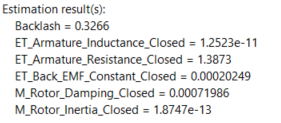 Estimation result(s):
Backlash = 0.3266
ET_Armature_Inductance_Closed = 1.2523e-11
ET_Armature_Resistance_Closed = 1.3873
ET_Back_EMF_Constant_Closed = 0.00020249
M_Rotor_Damping_Closed = 0.00071986
M_Rotor_Inertia_Closed = 1.8747e-13